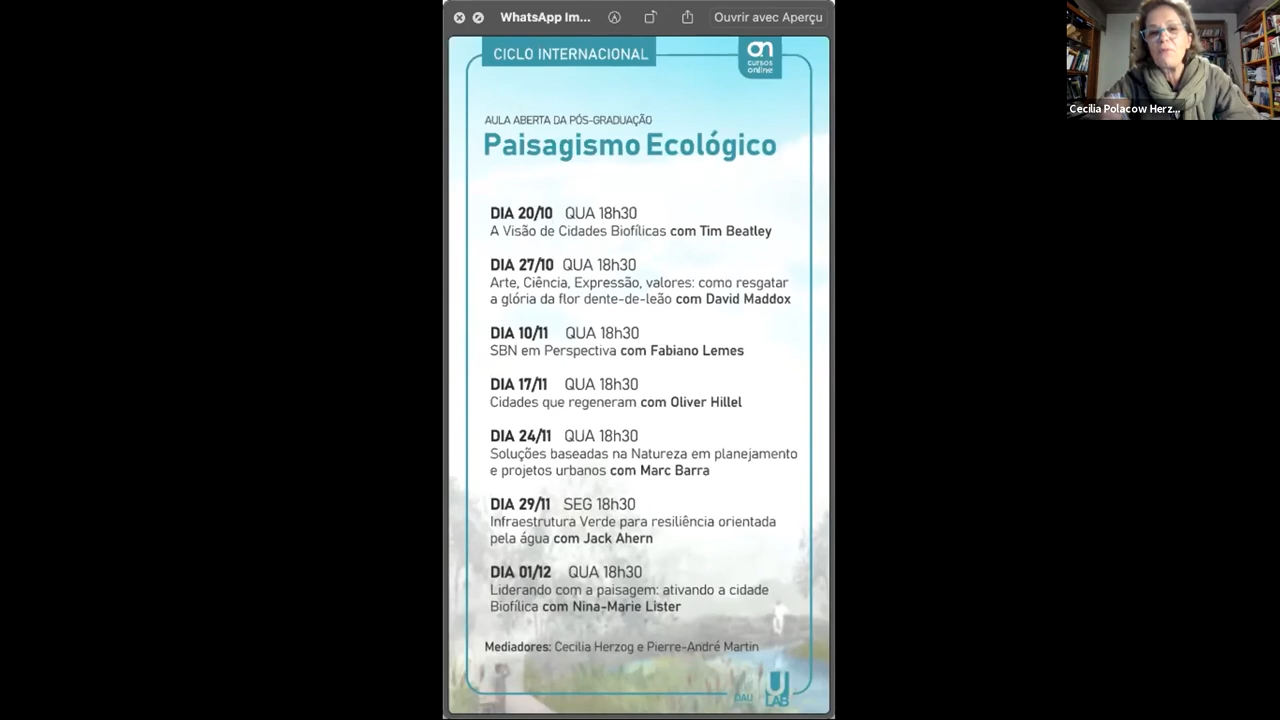 WhatsApp Im...
Ouvrir avec Aperçu
CICLO INTERNACIONAL
on
cursos
online
AULA ABERTA DA PÓS-GRADUAÇÃO
Paisagismo Ecológico
DIA 20/10 QUA 18h30
A Visão de Cidades Biofílicas com Tim Beatley
DIA 27/10 QUA 18h30
Arte, Ciência, Expressão, valores: como resgatar
a glória da flor dente-de-leão com David Maddox
DIA 10/11 QUA 18h30
SBN em Perspectiva com Fabiano Lemes
DIA 17/11 QUA 18h30
Cidades que regeneram com Oliver Hillel
DIA 24/11 QUA 18h30
Soluções baseadas na Natureza em planejamento
e projetos urbanos com Marc Barra
DIA 29/11 SEG 18h30
Infraestrutura Verde para resiliência orientada
pela água com Jack Ahern
DIA 01/12 QUA 18h30
Liderando com a paisagem: ativando a cidade
Biofílica com Nina-Marie Lister
Mediadores: Cecilia Herzog e Pierre-André Martin
DAU
LAB
Cecilia Polacow Herz...